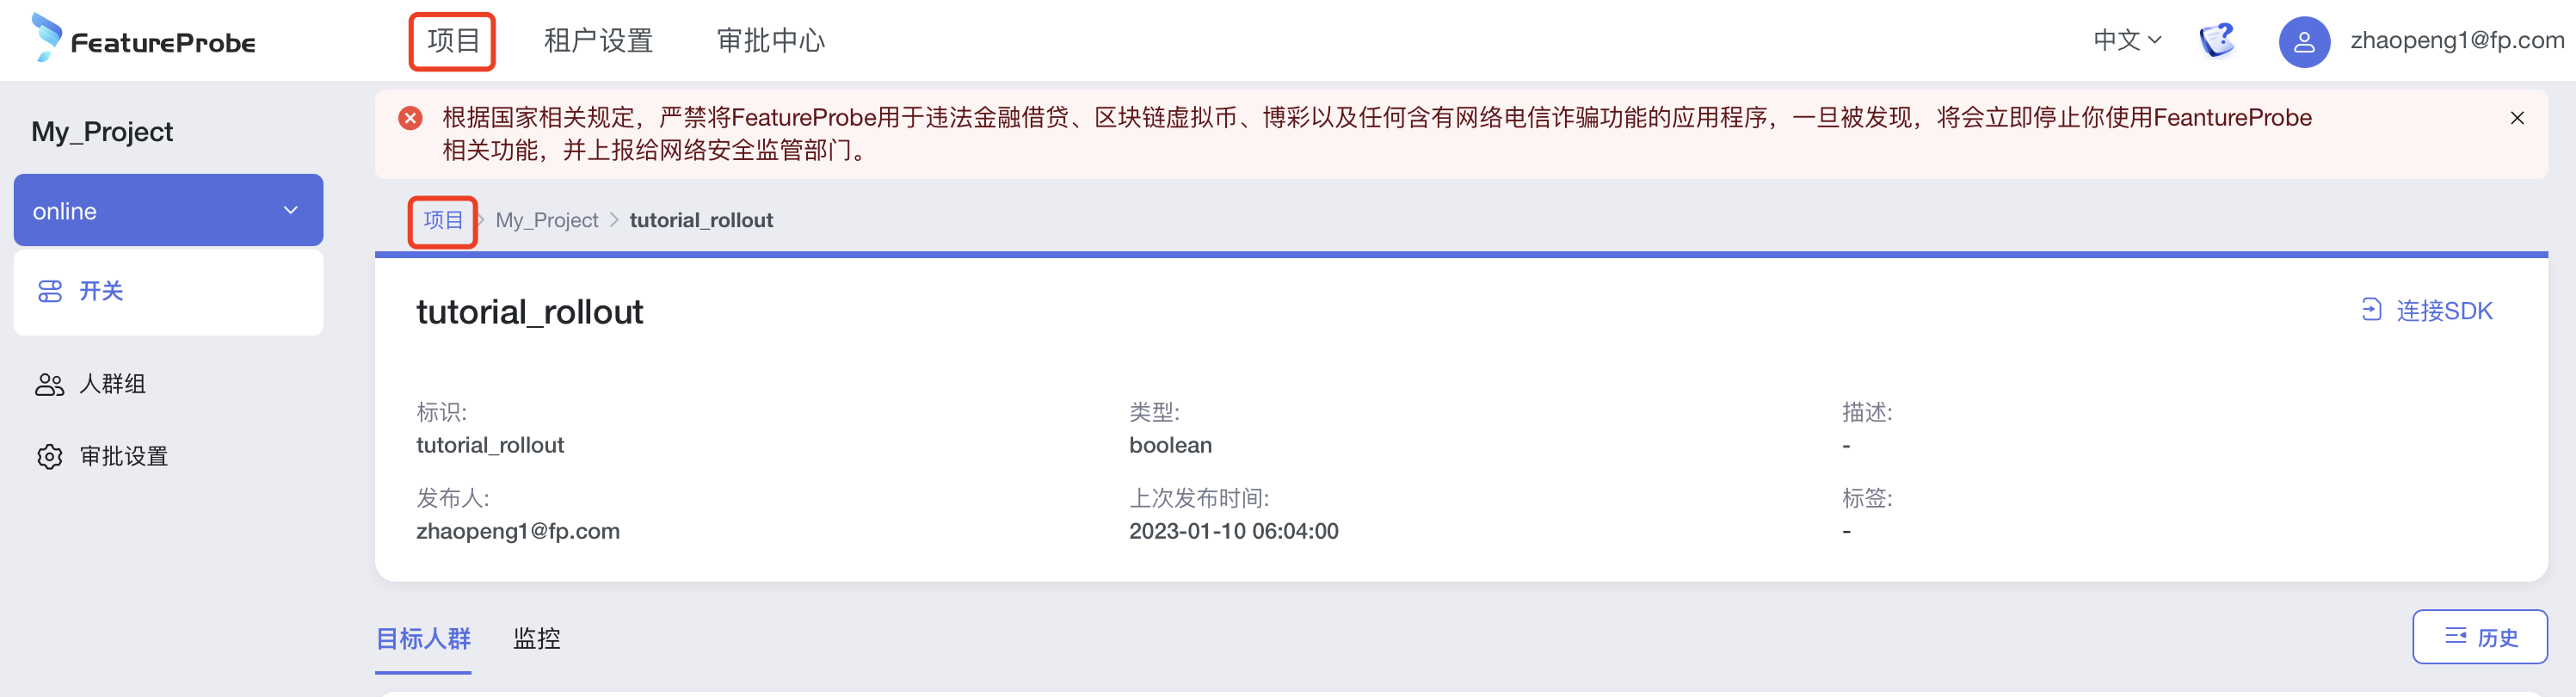 FeatureProbe
项目
租户设置
审批中心
中文
zhaopeng1@fp.com
My_Project
online
开关
人群组
审批设置
根据国家相关规定，严禁将FeatureProbe用于违法金融借贷、区块链虚拟币、博彩以及任何含有网络电信诈骗功能的应用程序，一旦被发现，将会立即停止你使用FeantureProbe
相关功能，并上报给网络安全监管部门。
项目 > My_Project > tutorial_rollout
tutorial_rollout
连接SDK
标识:
tutorial_rollout
类型:
boolean
描述:
-
发布人:
zhaopeng1@fp.com
上次发布时间:
2023-01-10 06:04:00
标签:
-
目标人群
监控
历史